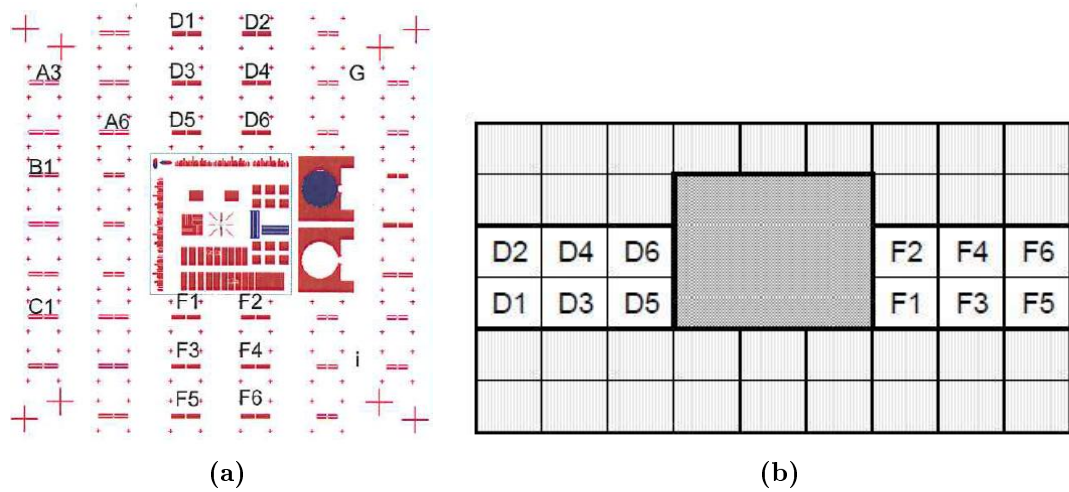 D1 D2
A3 D3 D4 G
A6 D5 D6
B1
C1 F1 F2
F3 F4 i
F5 F6
(a)
D2 D4 D6 F2 F4 F6
D1 D3 D5 F1 F3 F5
(b)